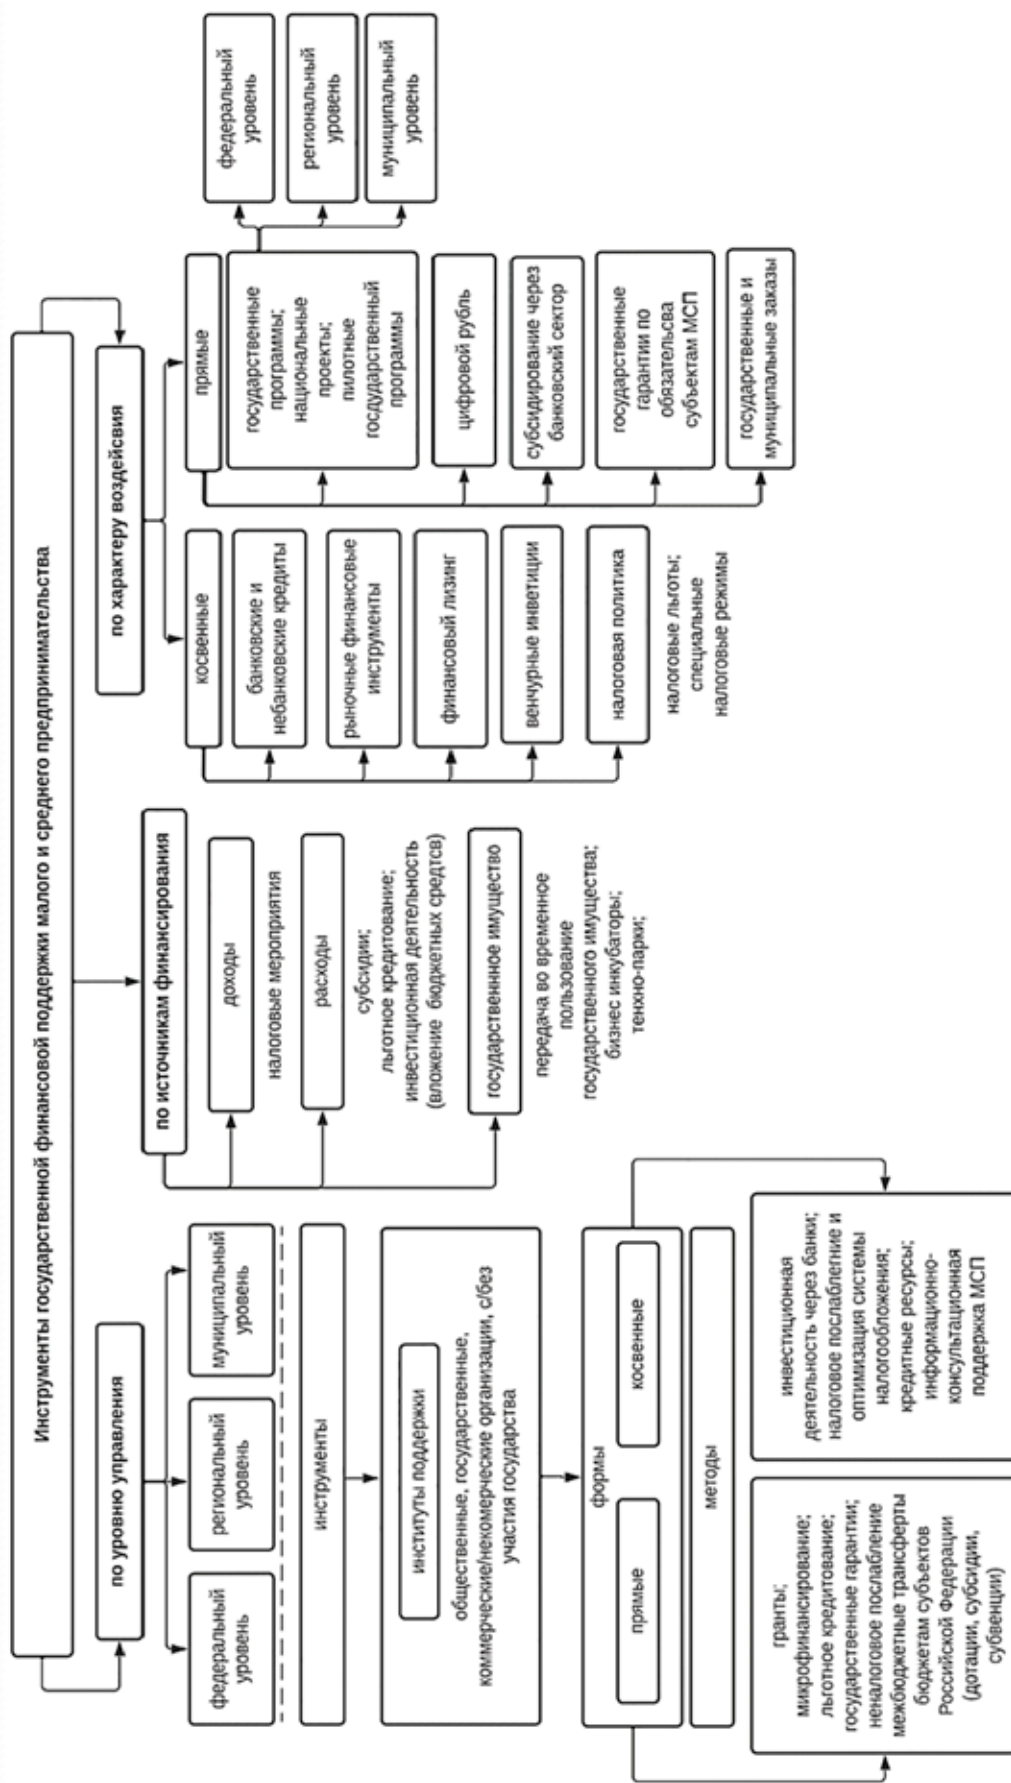 Инструменты государственной финансовой поддержки малого и среднего предпринимательства
по уровню управления
федеральный
уровень
региональный
уровень
муниципальный
уровень
инструменты
институты поддержки
общественные, государственные,
коммерческие/некомерческие организации, с/без
участия государства
формы
прямые
косвенные
методы
гранты;
микрофинансирование;
льготное кредитование;
государственные гарантии;
неналоговое послабление
межбюджетные трансферты
бюджетам субъектов
Российской Федерации
(дотации, субсидии,
субвенции)
инвестиционная
деятельность через банки;
налоговое послаблегние и
оптимизация системы
налогообложения;
кредитные ресурсы;
информационно-
консультационная
поддержка МСП
по источникам финансирования
доходы
налоговые мероприятия
расходы
субсидии;
льготное кредитование;
инвестиционная деятельность
(вложение бюджетных средтсв)
государственнное имущество
передача во временное
пользование
государственного имущества;
бизнес инкубаторы;
тенхно-парки;
по характеру воздейсвия
косвенные
банковские и
небанковские кредиты
рыночные финансовые
инструменты
финансовый лизинг
венчурные инветиции
налоговая политика
налоговые льготы;
специальные
налоговые режимы
прямые
государственные
программы;
национальные
проекты;
пилотные
госдударственный
программы
цифровой рубль
субсидирование через
банковский сектор
государственные
гарантии по
обязательсва
субъектам МСП
государственные и
муниципальные заказы
федеральный
уровень
региональный
уровень
муниципальный
уровень